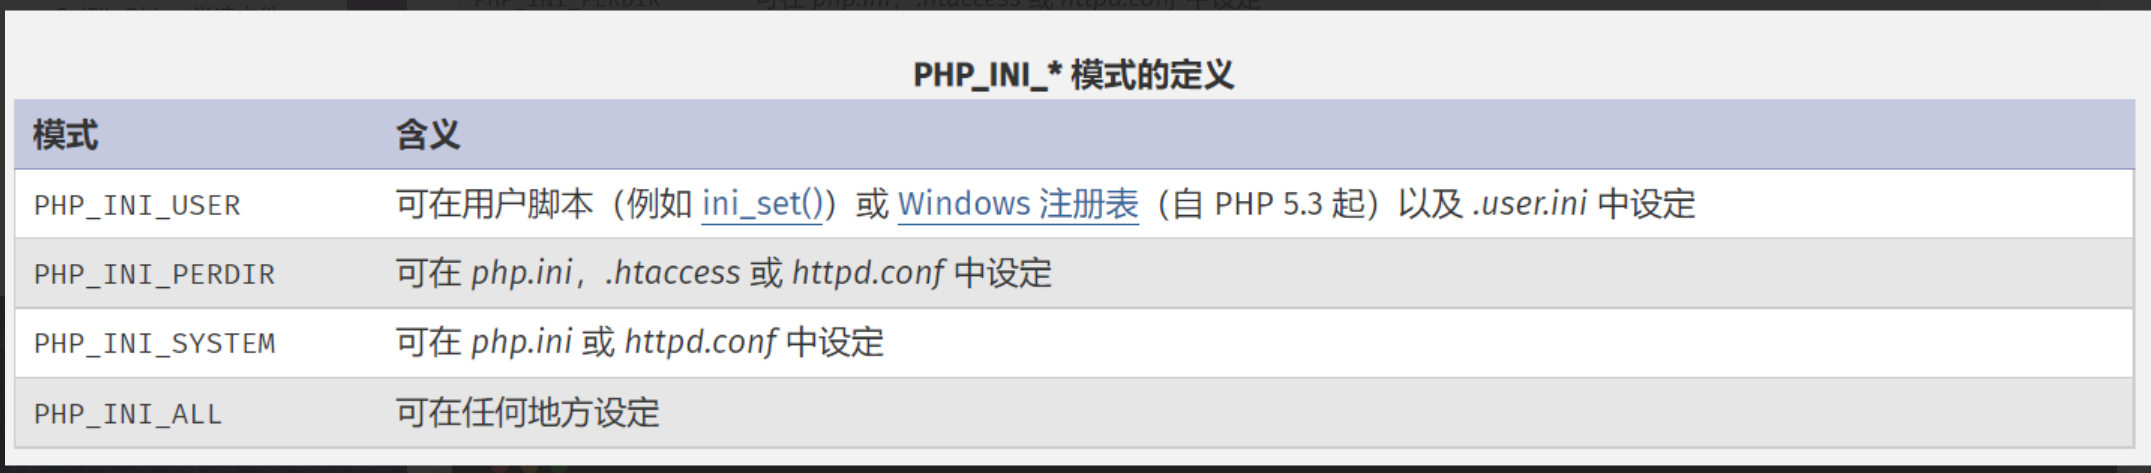 PHP_INI_* 模式的定义
模式 含义
PHP_INI_USER 可在用户脚本（例如 ini_set()）或 Windows 注册表（自 PHP 5.3 起）以及 .user.ini 中设定
PHP_INI_PERDIR 可在 php.ini，.htaccess 或 httpd.conf 中设定
PHP_INI_SYSTEM 可在 php.ini 或 httpd.conf 中设定
PHP_INI_ALL 可在任何地方设定